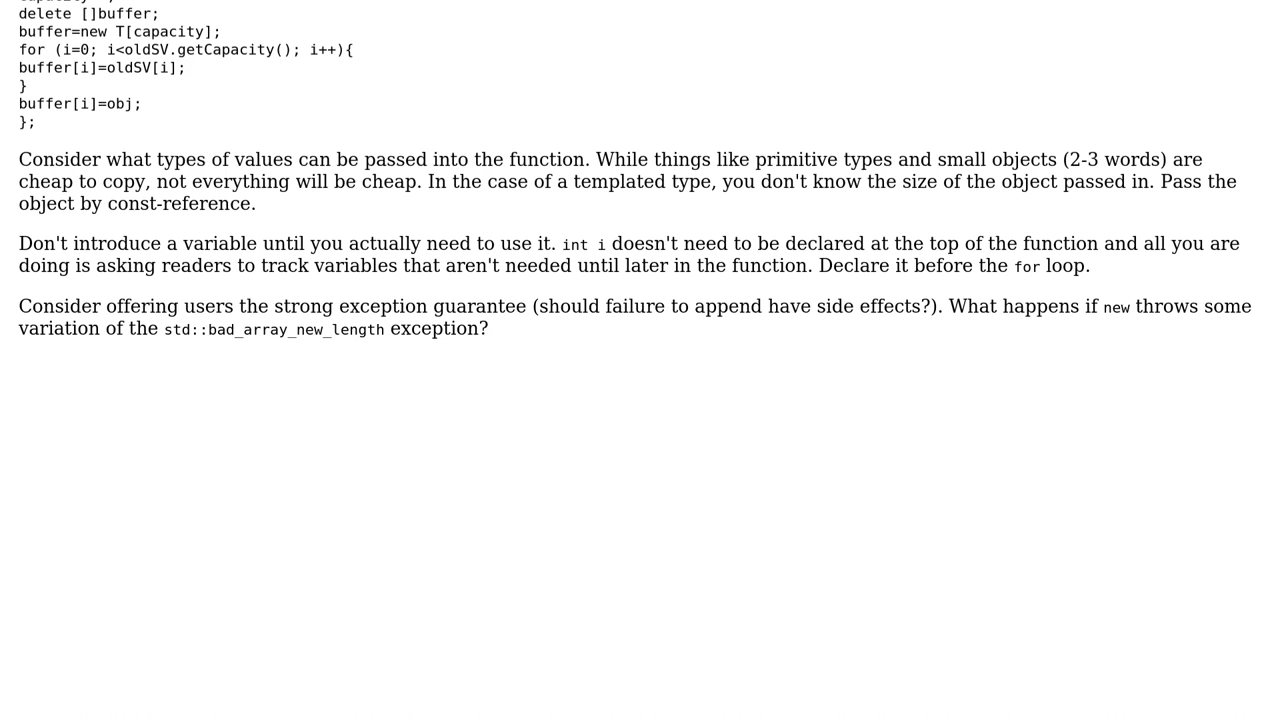 delete []buffer;
buffer=new T[capacity];
for (i=0; i<oldSV.getCapacity(); i++){
buffer[i]=oldSV[i];
}
buffer[i]=obj;
};
Consider what types of values can be passed into the function. While things like primitive types and small objects (2-3 words) are
cheap to copy, not everything will be cheap. In the case of a templated type, you don't know the size of the object passed in. Pass the
object by const-reference.
Don't introduce a variable until you actually need to use it. int i doesn't need to be declared at the top of the function and all you are
doing is asking readers to track variables that aren't needed until later in the function. Declare it before the for loop.
Consider offering users the strong exception guarantee (should failure to append have side effects?). What happens if new throws some
variation of the std::bad_array_new_length exception?